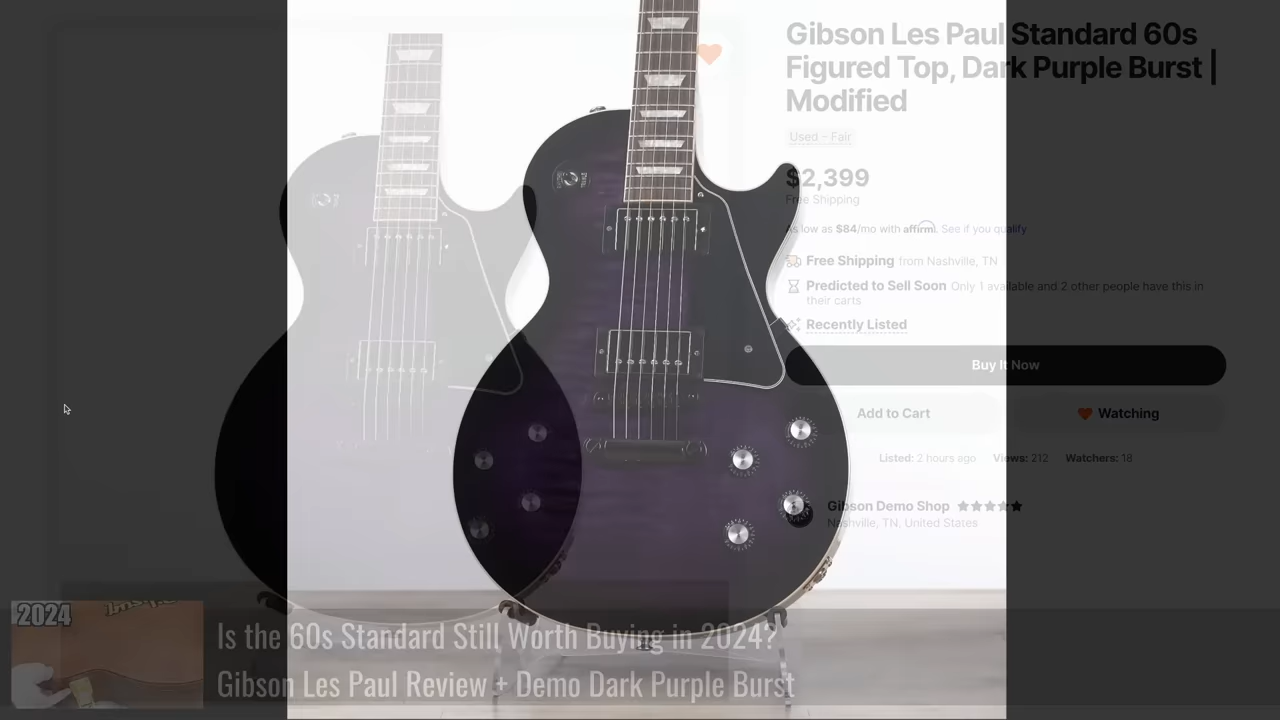 Gibson Les Paul Standard 60s
Figured Top, Dark Purple Burst |
Modified
Used – Fair
$2,399
Free Shipping
As low as $84/mo with affirm. See if you qualify
Free Shipping from Nashville, TN
Predicted to Sell Soon Only 1 available and 2 other people have this in
their carts
Recently Listed
Buy It Now
Add to Cart
Watching
Listed: 2 hours ago Views: 212 Watchers: 18
Gibson Demo Shop
Nashville, TN, United States
2024
Is the 60s Standard Still Worth Buying in 2024?
Gibson Les Paul Review + Demo Dark Purple Burst